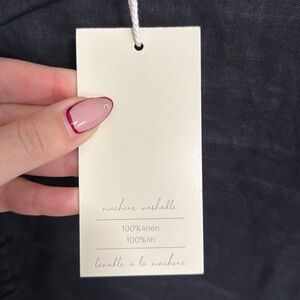 machine washable
100%linen
100%lin
lavable à la machine